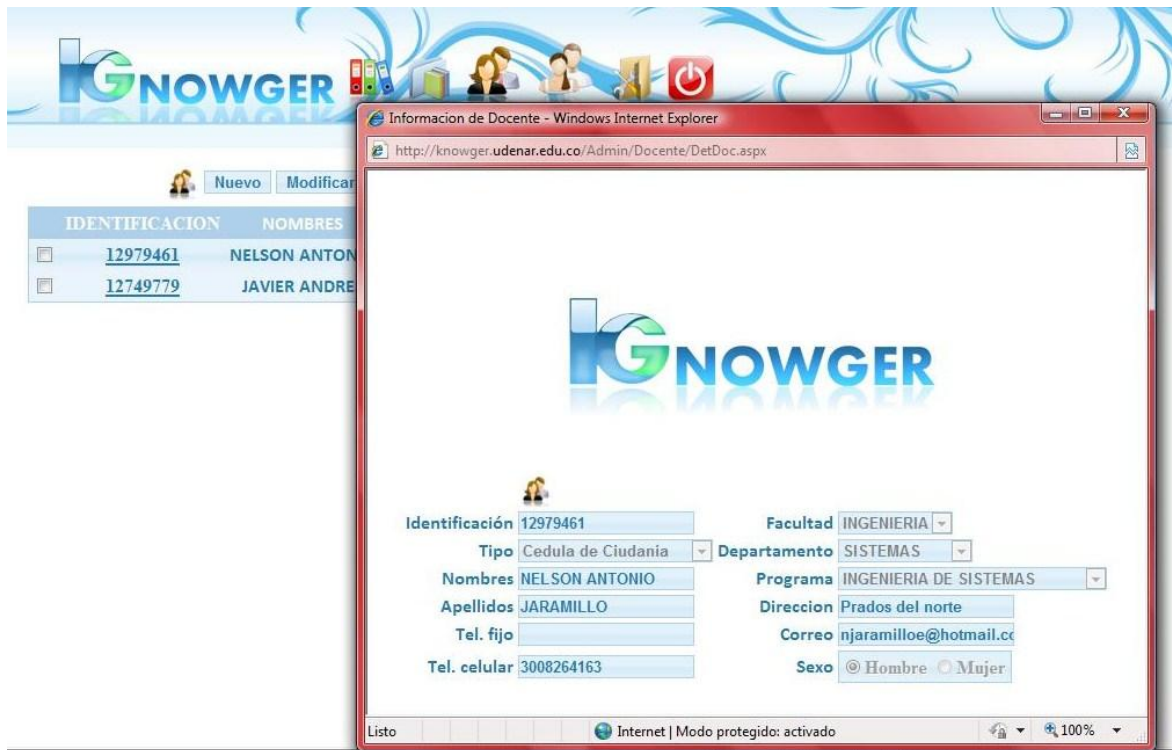 KGNOWGER
Informacion de Docente - Windows Internet Explorer
http://knowger.udenar.edu.co/Admin/Docente/DetDoc.aspx
Nuevo Modificar
IDENTIFICACION NOMBRES
12979461 NELSON ANTON
12749779 JAVIER ANDRE
KGNOWGER
Identificación 12979461 Facultad INGENIERIA
Tipo Cedula de Ciudania Departamento SISTEMAS
Nombres NELSON ANTONIO Programa INGENIERIA DE SISTEMAS
Apellidos JARAMILLO Direccion Prados del norte
Tel. fijo Correo njaramilloe@hotmail.co
Tel. celular 3008264163 Sexo Hombre Mujer
Listo Internet | Modo protegido: activado 100%